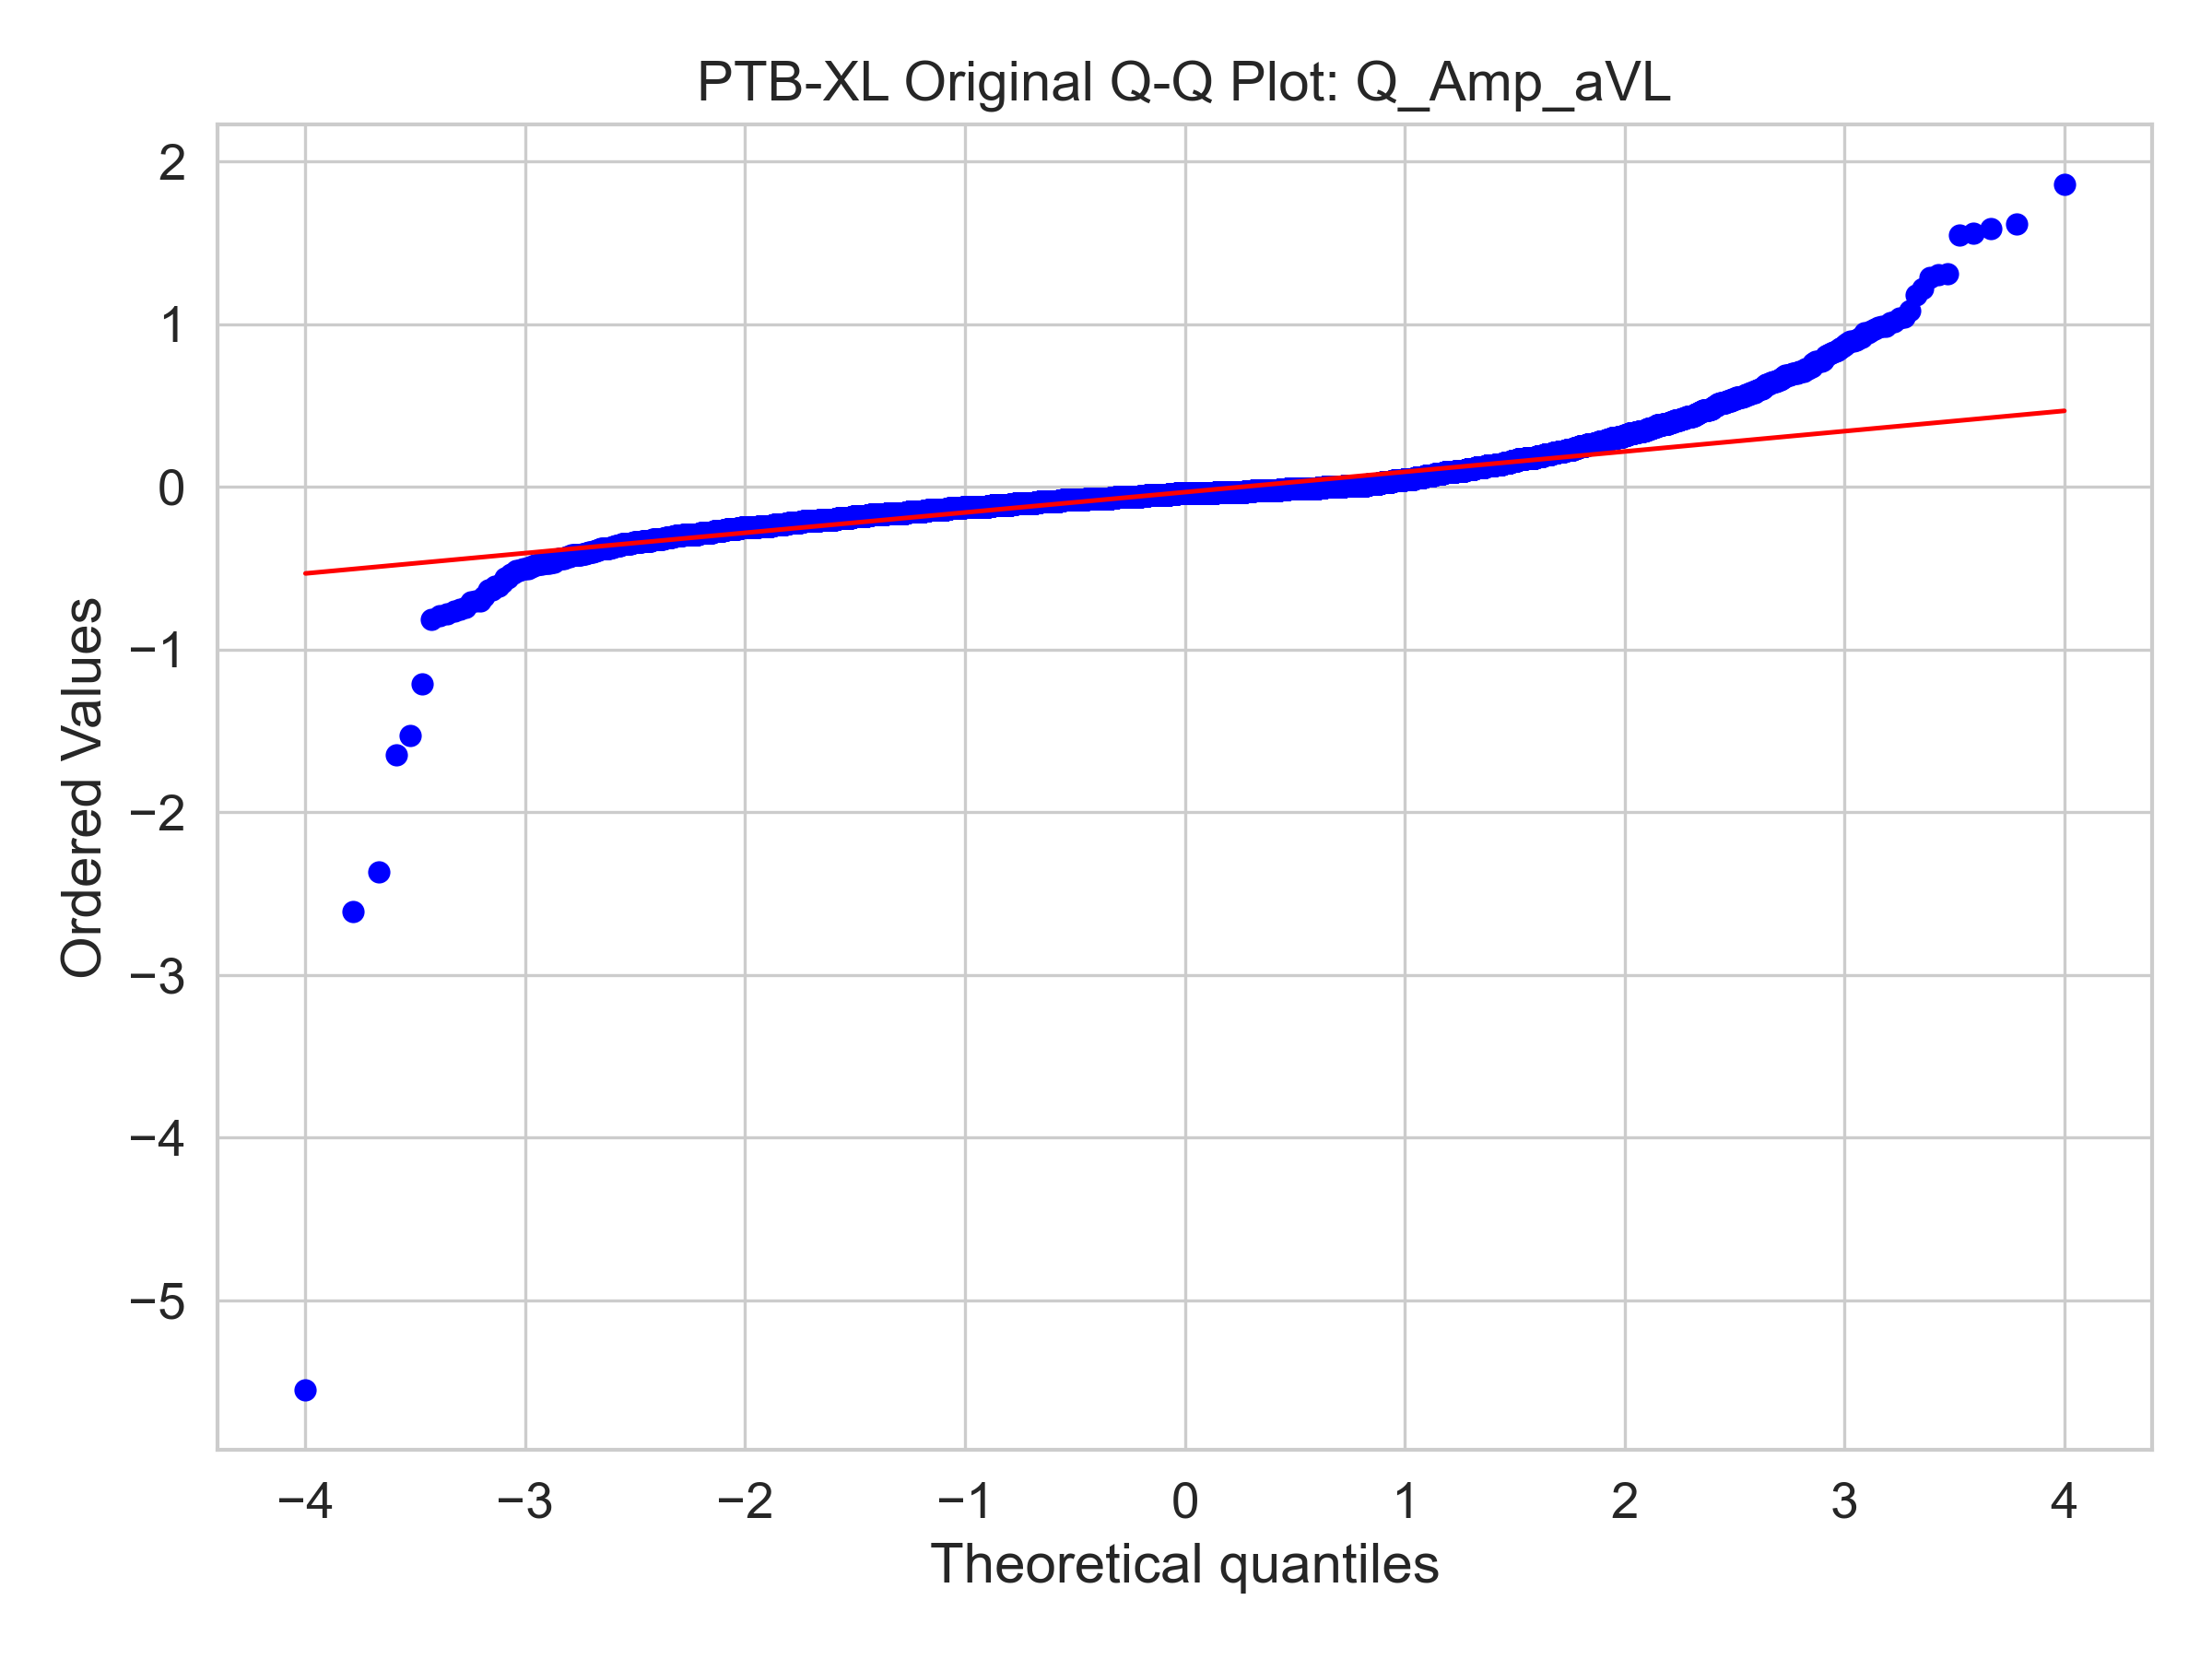 PTB-XL Original Q-Q Plot: Q_Amp_aVL
2
1
0
−1
−2
−3
−4
−5
Ordered Values
−4 −3 −2 −1 0 1 2 3 4
Theoretical quantiles